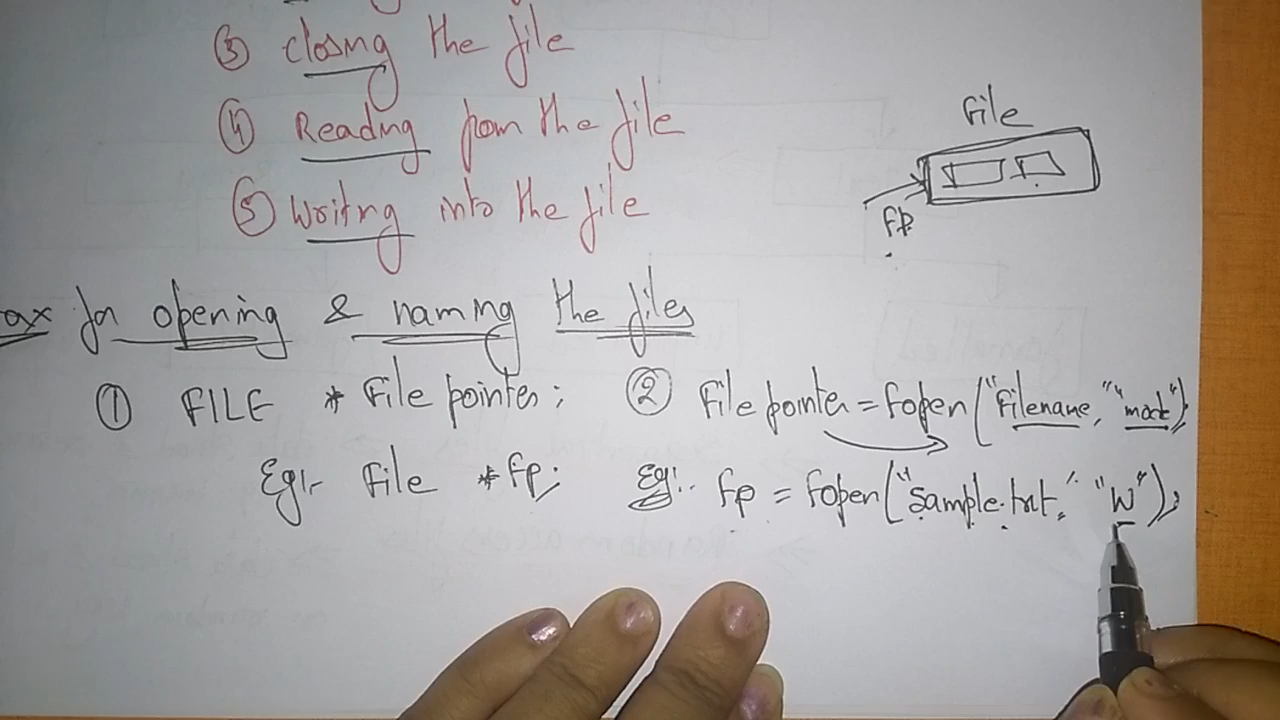 ③ closing the file
④ Reading from the file
⑤ Writing into the file
File
fp
ax for opening & naming the files
① FILE * File pointer;
② File pointer = fopen("filename", "mode");
Eg:- File *fp;
Eg:- fp = fopen("sample.txt", "W");